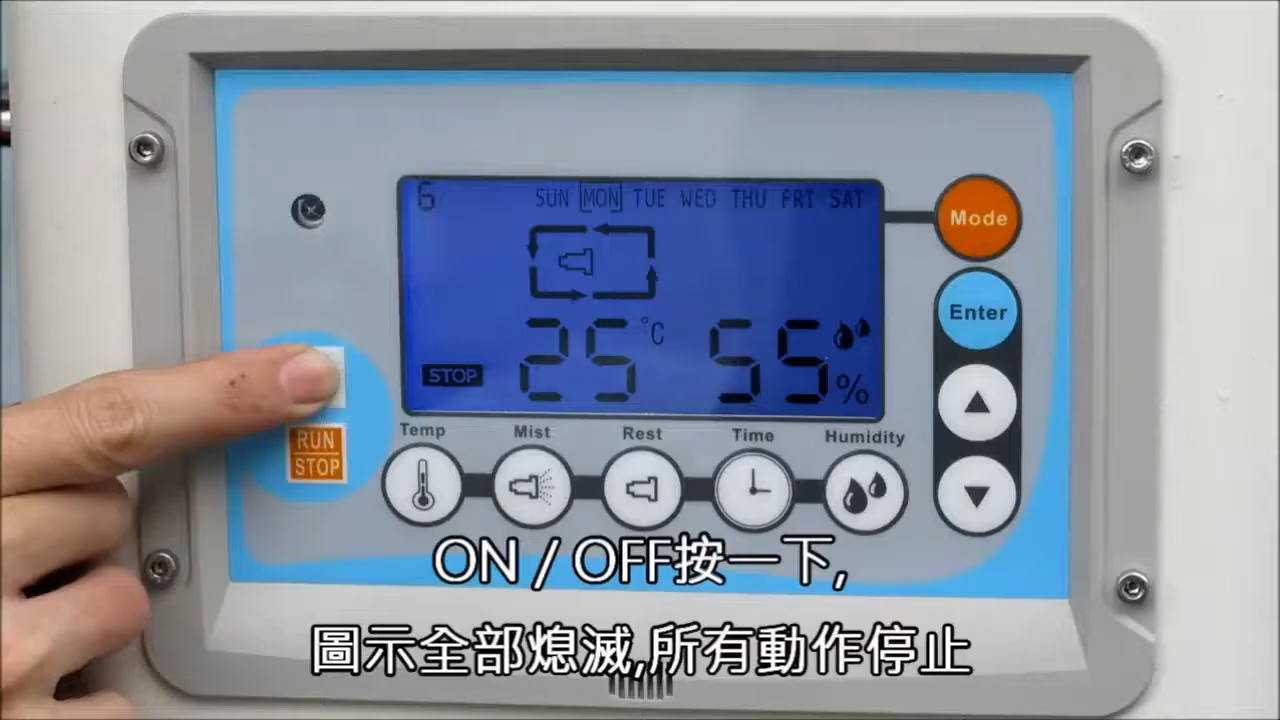 6
SUN MON TUE WED THU FRI SAT
Mode
Enter
25°C 55%
STOP
RUN
STOP
Temp Mist Rest Time Humidity
ON / OFF按一下,
圖示全部熄滅,所有動作停止